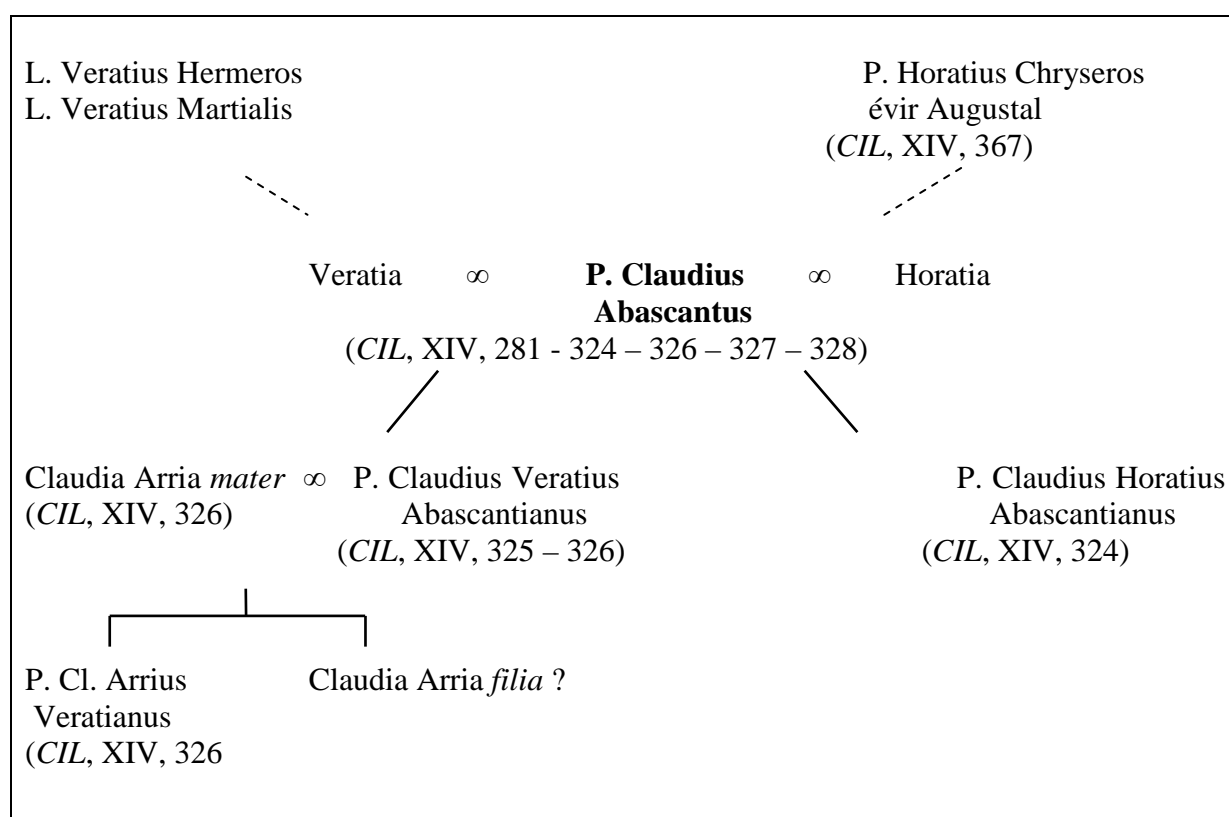 L. Veratius Hermeros
L. Veratius Martialis
P. Horatius Chryseros
évir Augustal
(CIL, XIV, 367)
Veratia ∞ P. Claudius ∞ Horatia
Abascantus
(CIL, XIV, 281 - 324 – 326 – 327 – 328)
Claudia Arria mater ∞ P. Claudius Veratius
(CIL, XIV, 326)
Abascantianus
(CIL, XIV, 325 – 326)
P. Claudius Horatius
Abascantianus
(CIL, XIV, 324)
P. Cl. Arrius
Veratianus
(CIL, XIV, 326
Claudia Arria filia ?